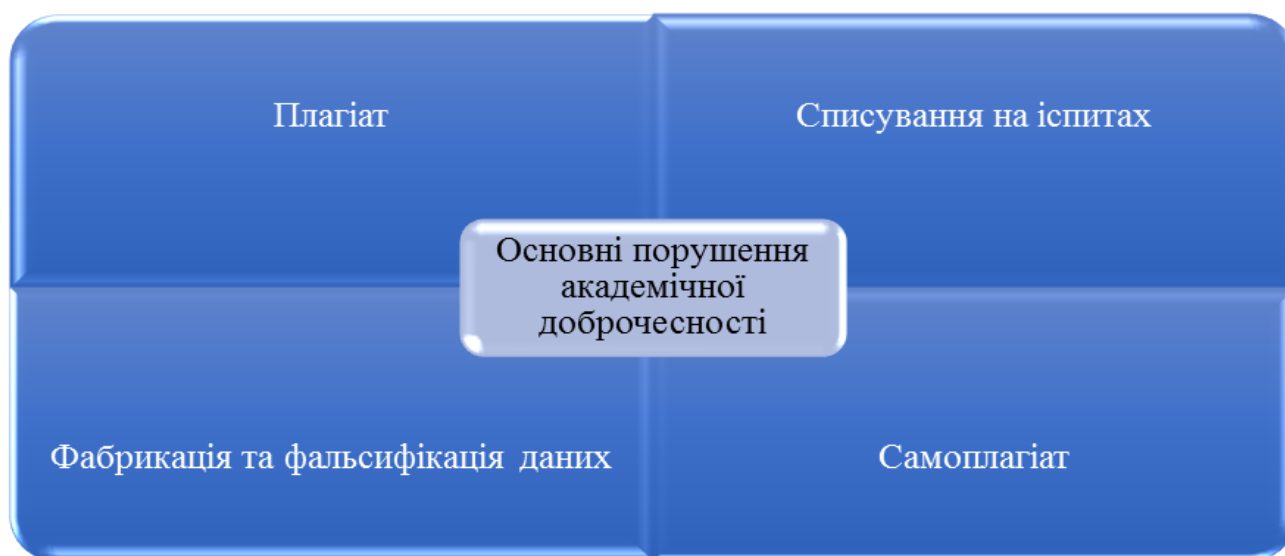 Плагіат
Списування на іспитах
Основні порушення
академічної
доброчесності
Фабрикація та фальсифікація даних
Самоплагіат